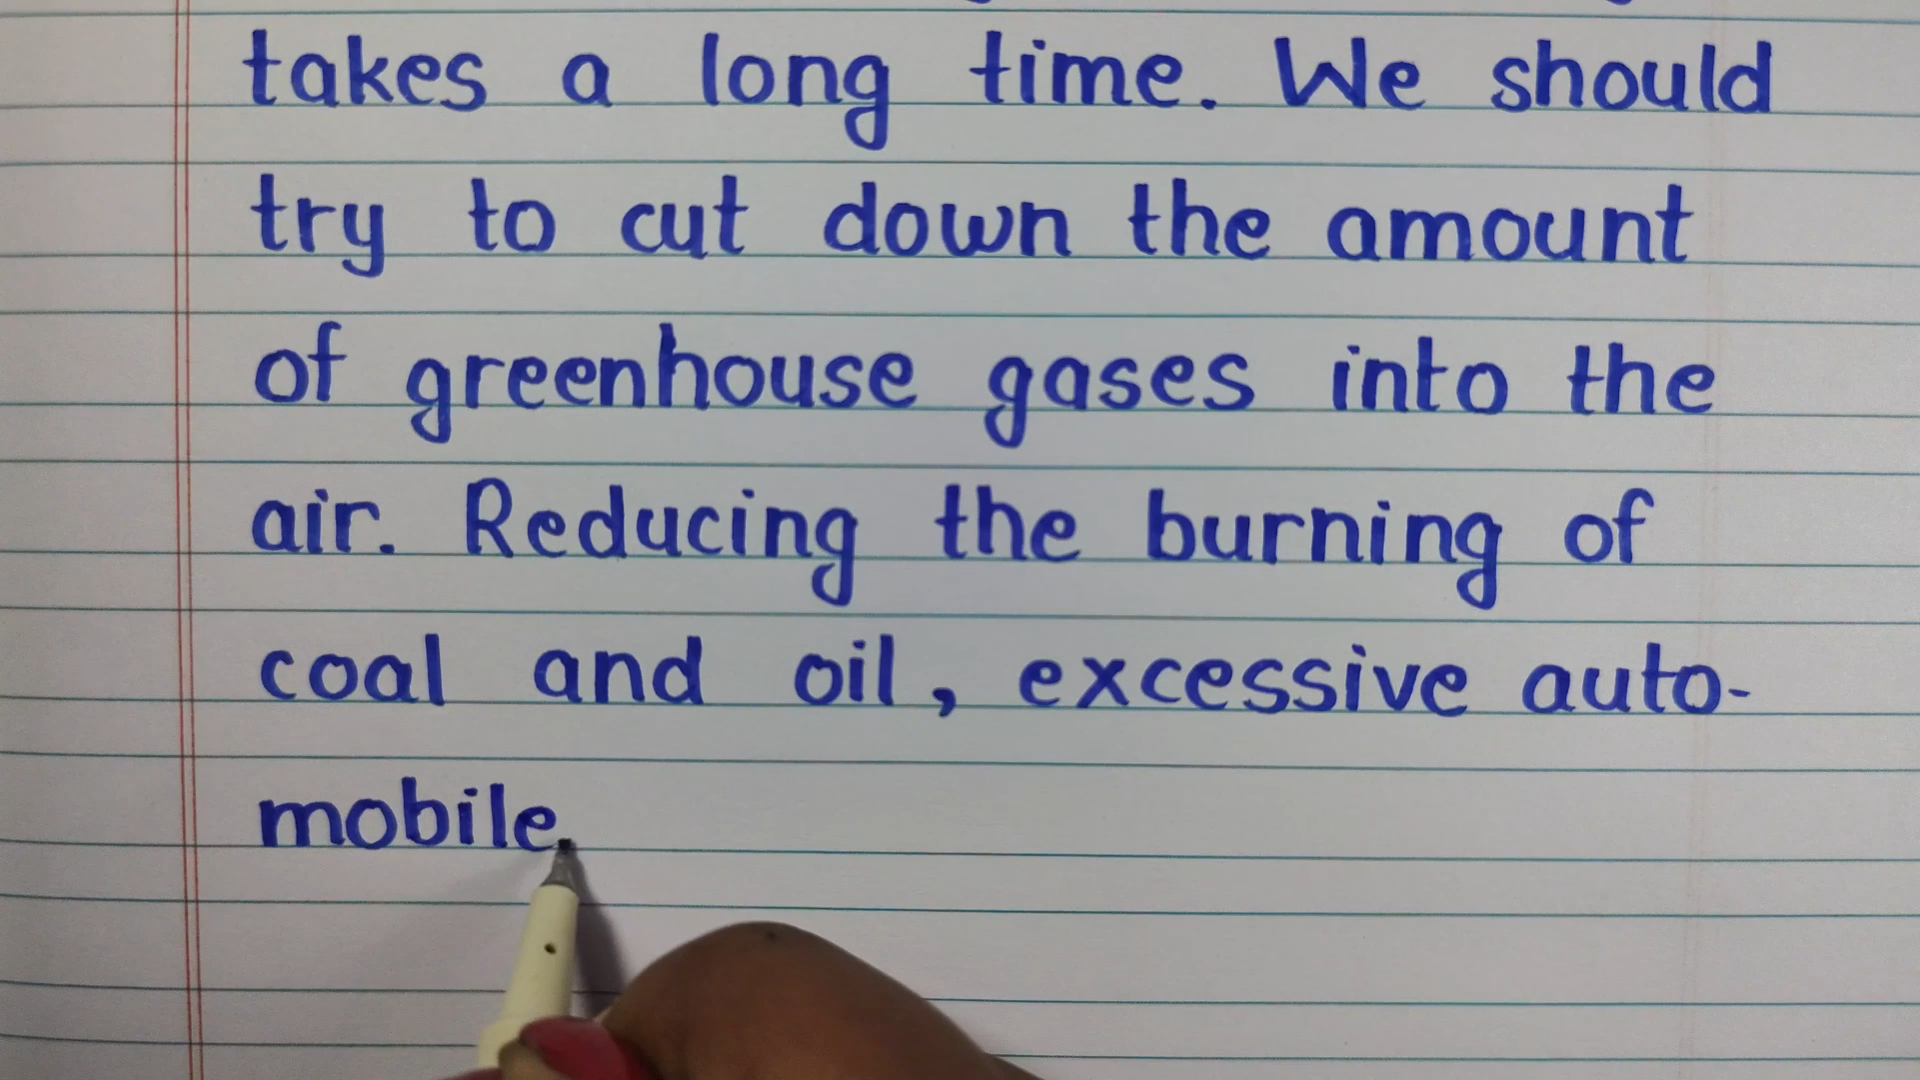 takes a long time. We should
try to cut down the amount
of greenhouse gases into the
air. Reducing the burning of
coal and oil, excessive auto-
mobile